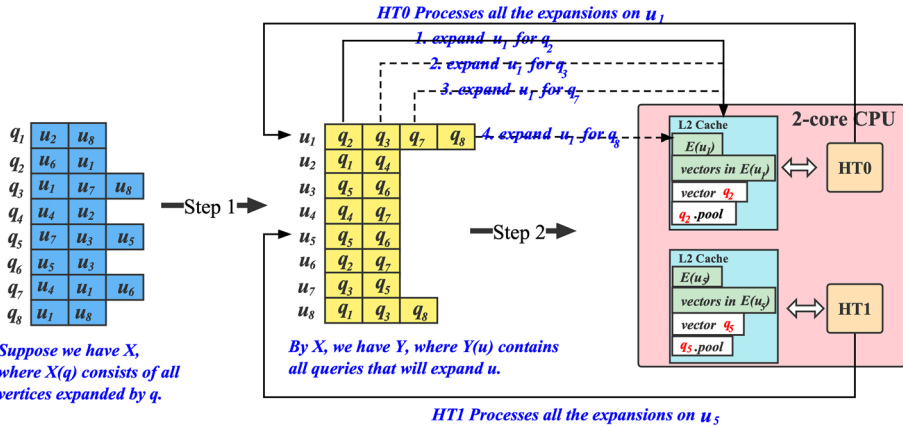 HT0 Processes all the expansions on u1
1. expand u1 for q2
2. expand u1 for q3
3. expand u1 for q7
4. expand u1 for q8
q1 u2 u8
q2 u6 u1
q3 u1 u7 u8
q4 u4 u2
q5 u7 u3 u5
q6 u5 u3
q7 u4 u1 u6
q8 u1 u8
Suppose we have X,
where X(q) consists of all
vertices expanded by q.
Step 1
u1 q2 q3 q7 q8
u2 q1 q4
u3 q5 q6
u4 q4 q7
u5 q5 q6
u6 q2 q7
u7 q3 q5
u8 q1 q3 q8
By X, we have Y, where Y(u) contains
all queries that will expand u.
Step 2
2-core CPU
L2 Cache
E(u1)
vectors in E(u1)
vector q2
q2.pool
HT0
L2 Cache
E(u5)
vectors in E(u5)
vector q5
q5.pool
HT1
HT1 Processes all the expansions on u5